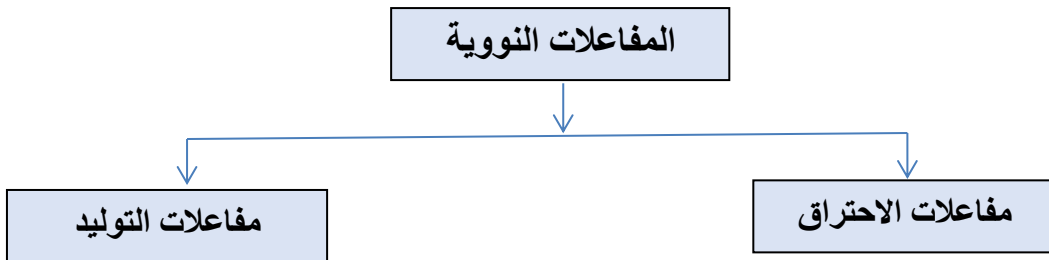 المفاعلات النووية
مفاعلات الاحتراق
مفاعلات التوليد